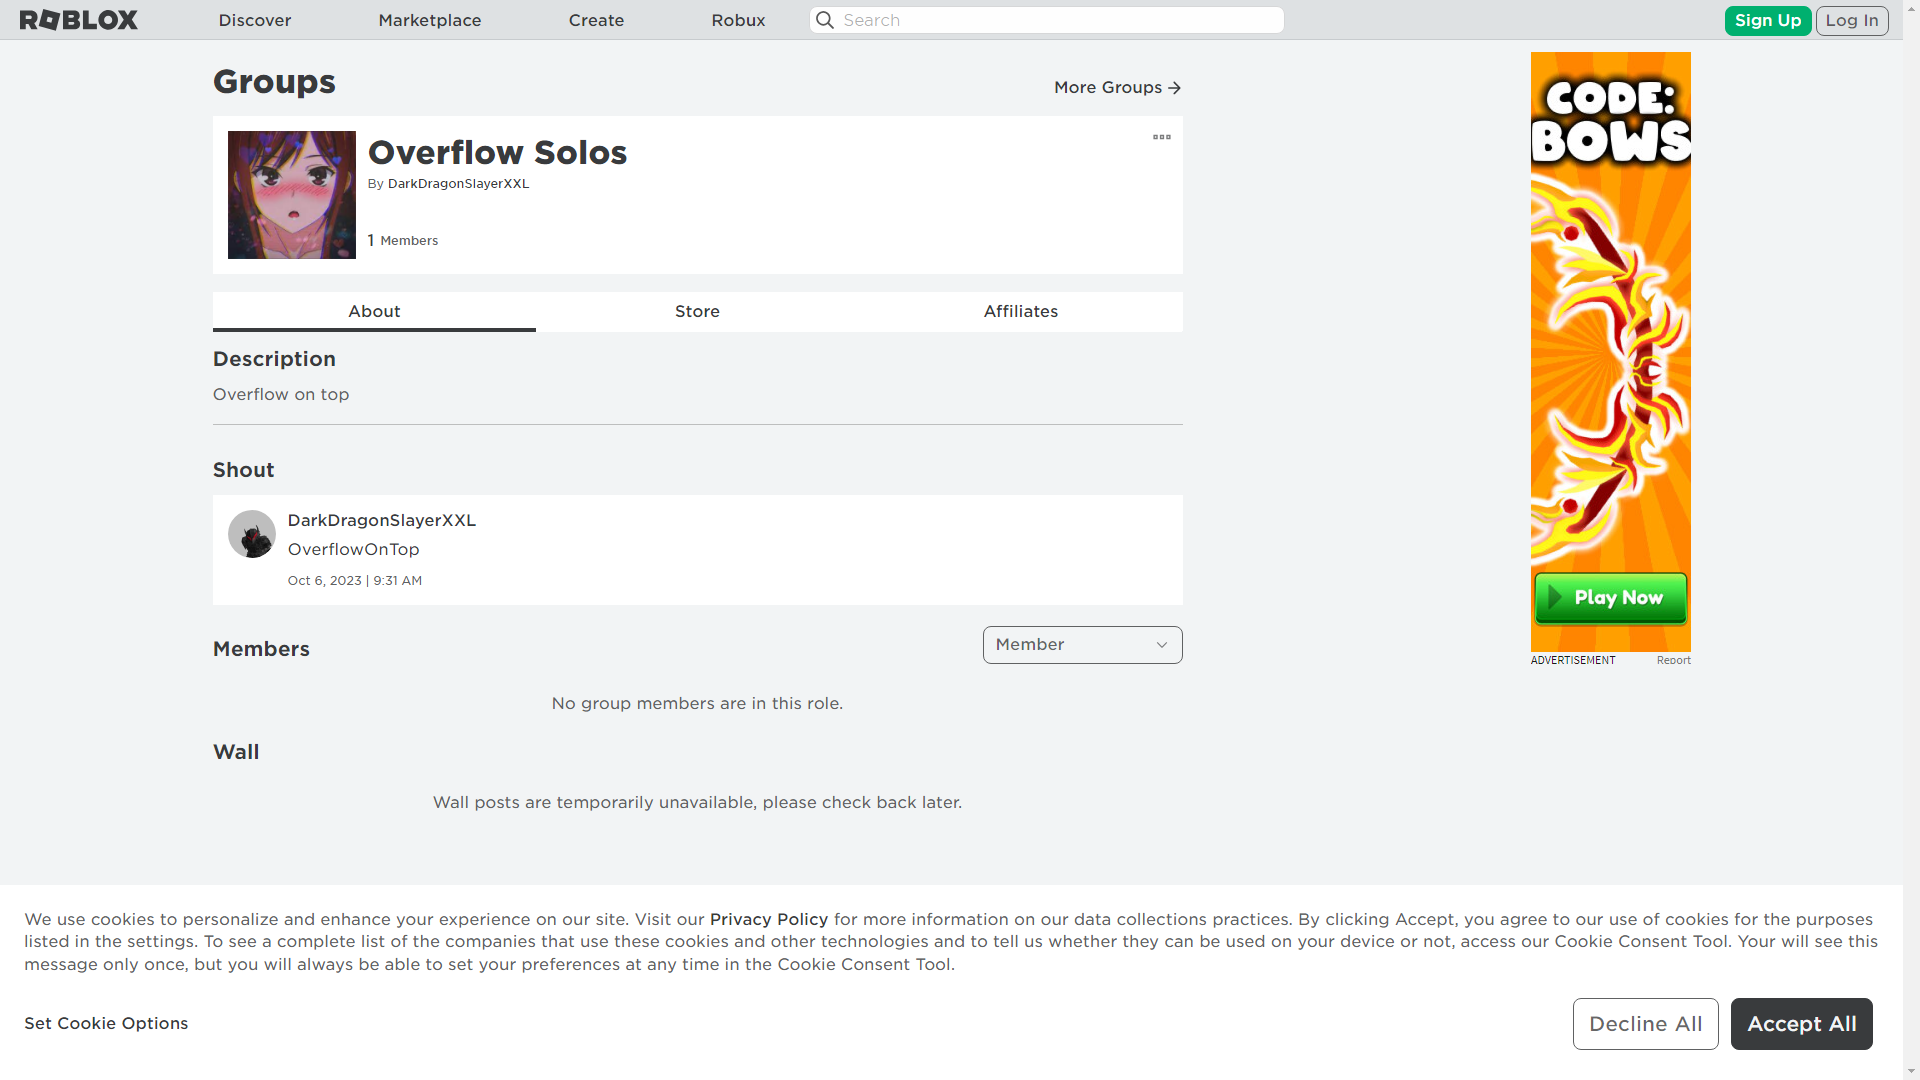 ROBLOX
Discover
Marketplace
Create
Robux
Search
Sign Up
Log In
Groups
More Groups
Overflow Solos
By DarkDragonSlayerXXL
1 Members
About
Store
Affiliates
Description
Overflow on top
Shout
DarkDragonSlayerXXL
OverflowOnTop
Oct 6, 2023 | 9:31 AM
Members
Member
No group members are in this role.
Wall
Wall posts are temporarily unavailable, please check back later.
CODE:
BOWS
Play Now
ADVERTISEMENT
Report
We use cookies to personalize and enhance your experience on our site. Visit our Privacy Policy for more information on our data collections practices. By clicking Accept, you agree to our use of cookies for the purposes
listed in the settings. To see a complete list of the companies that use these cookies and other technologies and to tell us whether they can be used on your device or not, access our Cookie Consent Tool. Your will see this
message only once, but you will always be able to set your preferences at any time in the Cookie Consent Tool.
Set Cookie Options
Decline All
Accept All